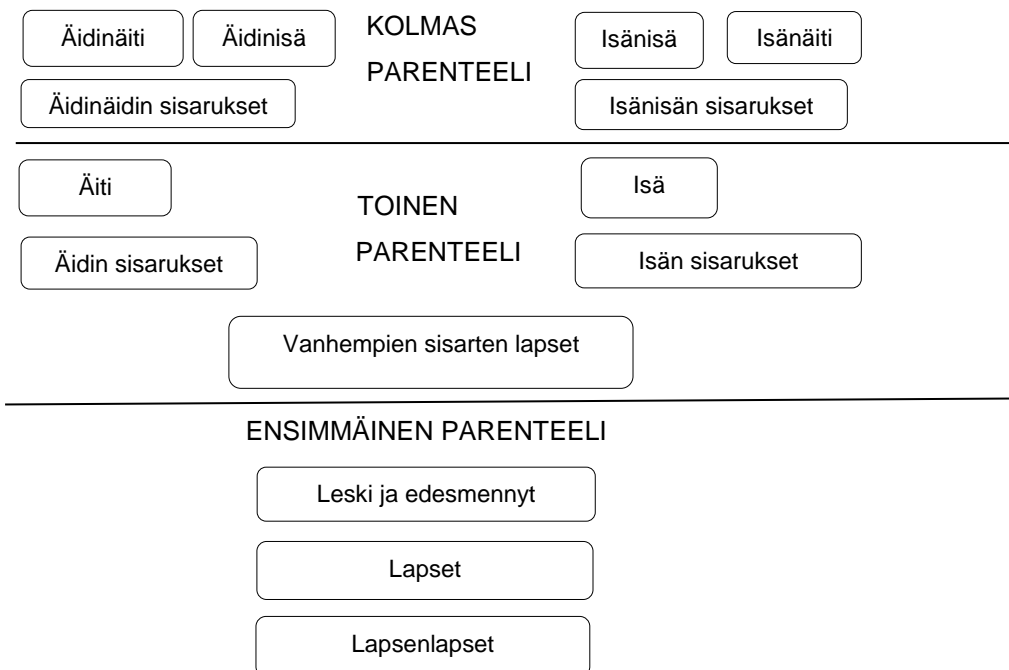 Äidinäiti
Äidinisä
KOLMAS
PARENTEELI
Isänisä
Isänäiti
Äidinäidin sisarukset
Isänisän sisarukset
Äiti
TOINEN
PARENTEELI
Isä
Äidin sisarukset
Isän sisarukset
Vanhempien sisarten lapset
ENSIMMÄINEN PARENTEELI
Leski ja edesmennyt
Lapset
Lapsenlapset